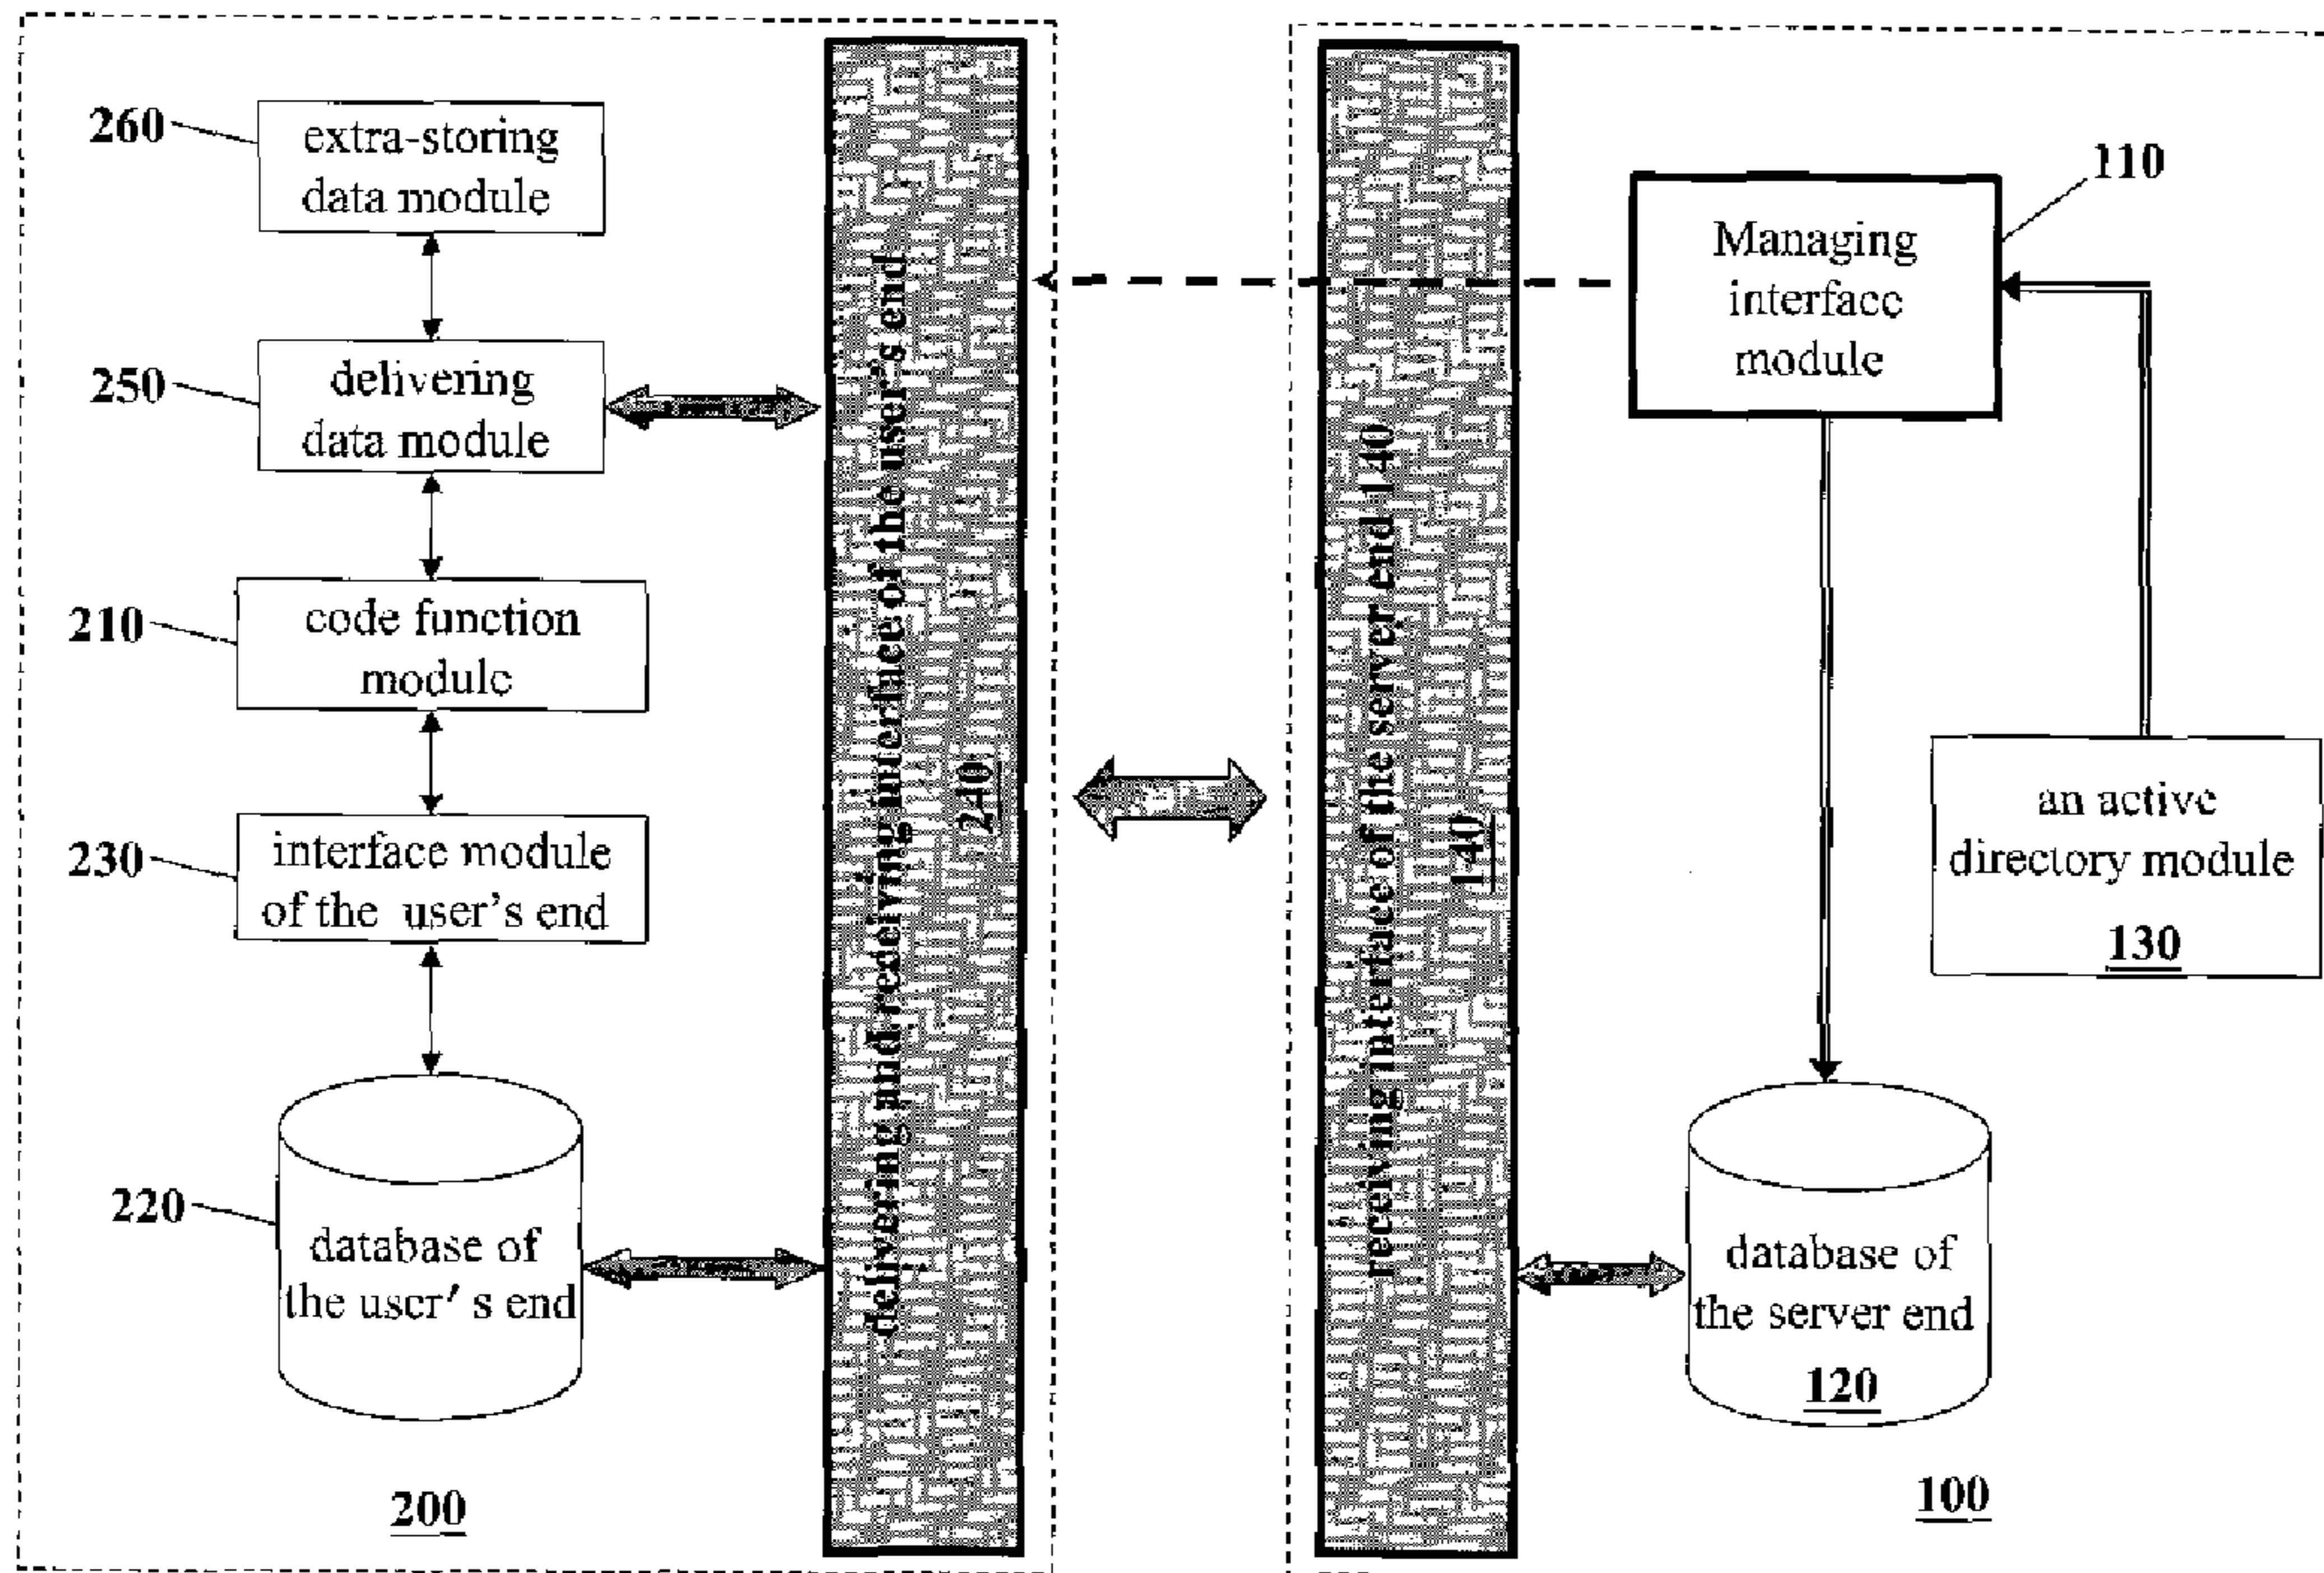 260
extra-storing
data module
250
delivering
data module
210
code function
module
230
interface module
of the user's end
220
database of
the user's end
200
delivering and receiving interface of the user's end
240
receiving interface of the server end 140
140
110
Managing
interface
module
an active
directory module
130
database of
the server end
120
100